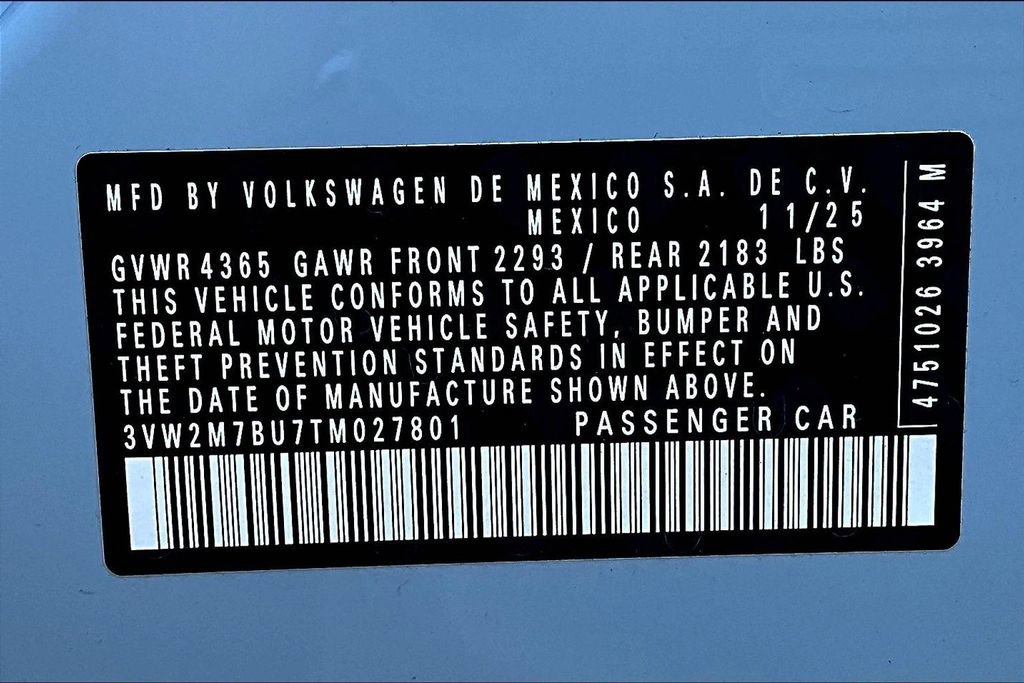 MFD BY VOLKSWAGEN DE MEXICO S.A. DE C.V.
MEXICO 11/25
GVWR 4365 GAWR FRONT 2293 / REAR 2183 LBS
THIS VEHICLE CONFORMS TO ALL APPLICABLE U.S.
FEDERAL MOTOR VEHICLE SAFETY, BUMPER AND
THEFT PREVENTION STANDARDS IN EFFECT ON
THE DATE OF MANUFACTURE SHOWN ABOVE.
3VW2M7BU7TM027801 PASSENGER CAR
4751026 3964 M